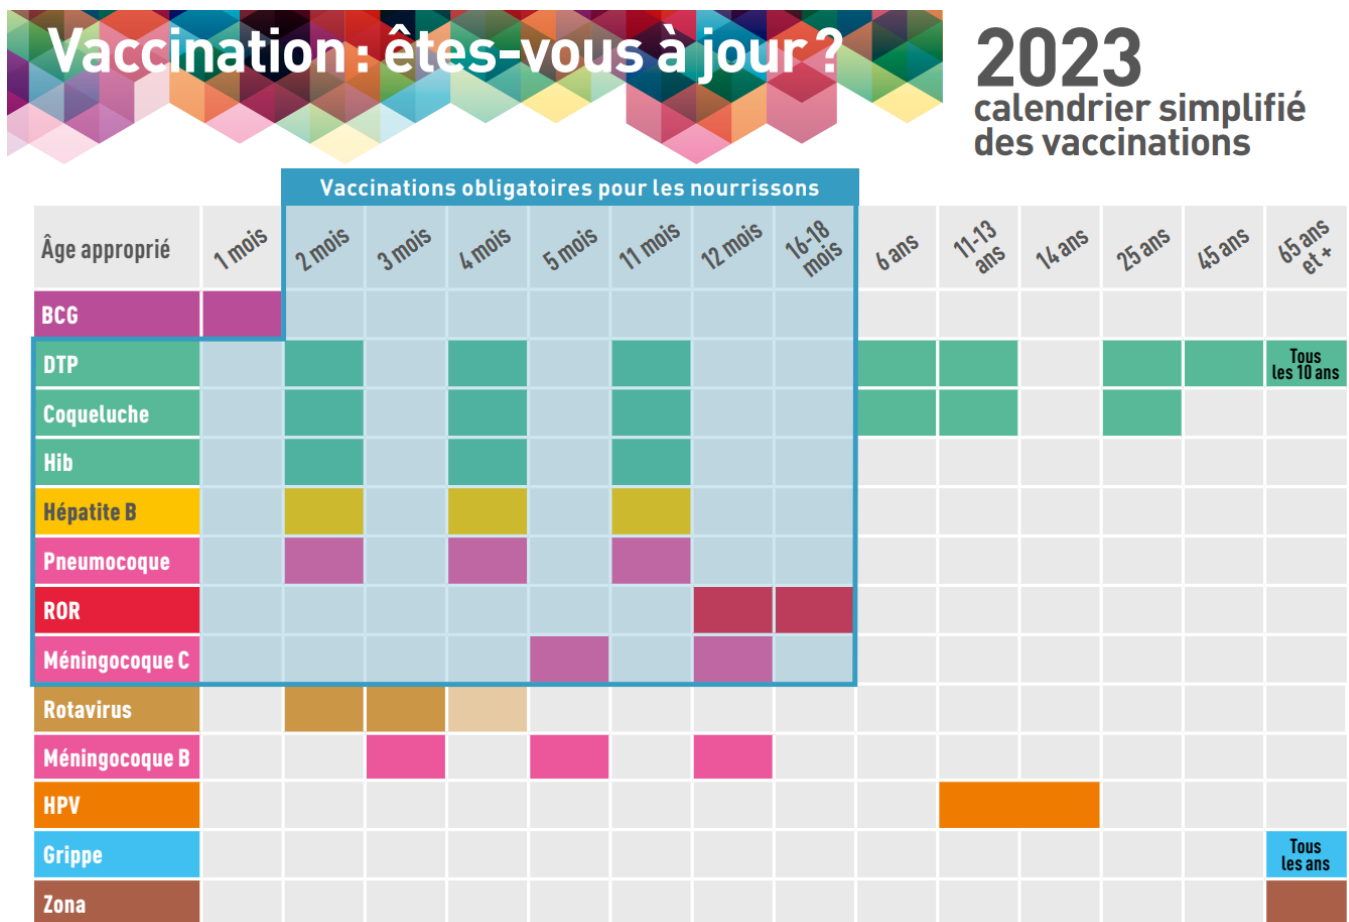 Vaccination : êtes-vous à jour ?
2023
calendrier simplifié
des vaccinations
Vaccinations obligatoires pour les nourrissons
Âge approprié
1 mois
2 mois
3 mois
4 mois
5 mois
11 mois
12 mois
16-18
mois
6 ans
11-13
ans
14 ans
25 ans
45 ans
65 ans
et +
BCG
DTP
Tous
les 10 ans
Coqueluche
Hib
Hépatite B
Pneumocoque
ROR
Méningocoque C
Rotavirus
Méningocoque B
HPV
Grippe
Tous
les ans
Zona